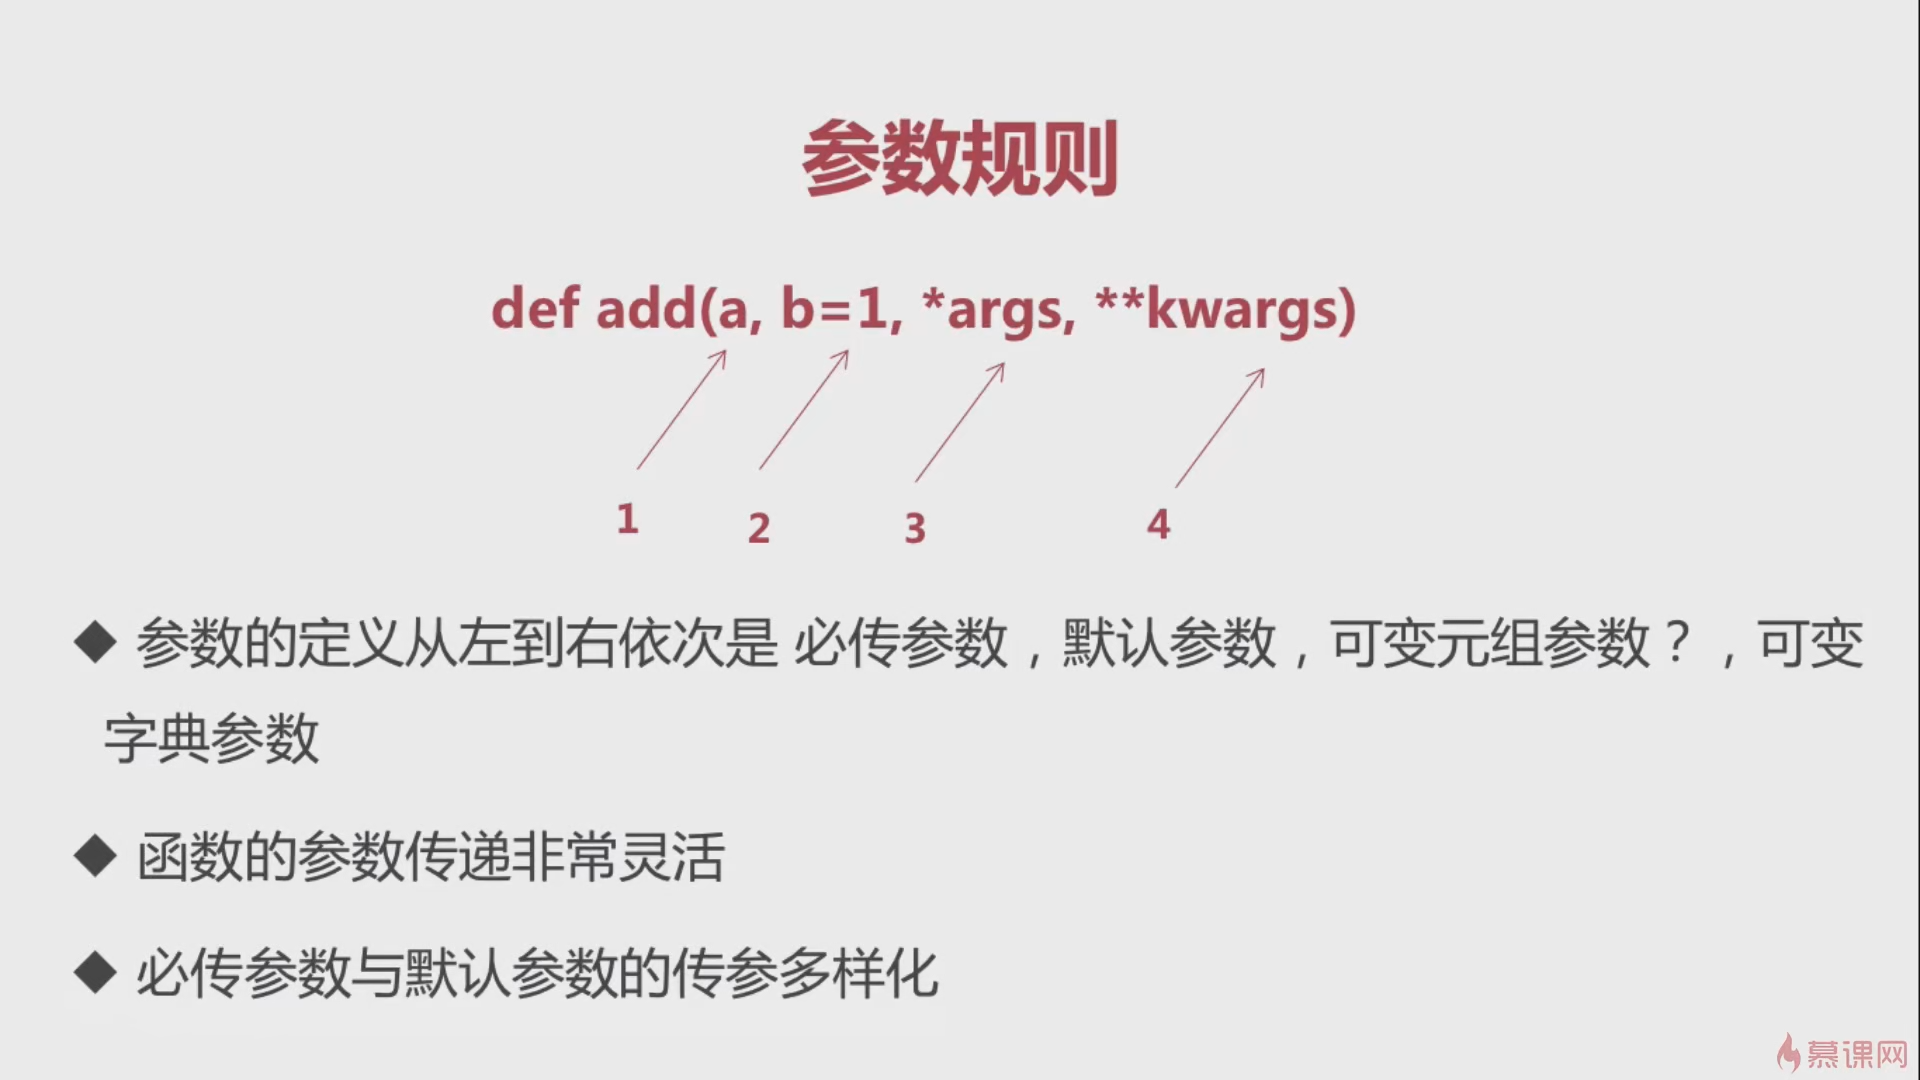 参数规则
def add(a, b=1, *args, **kwargs)
1 2 3 4
◆ 参数的定义从左到右依次是 必传参数，默认参数，可变元组参数？，可变
字典参数
◆ 函数的参数传递非常灵活
◆ 必传参数与默认参数的传参多样化
慕课网